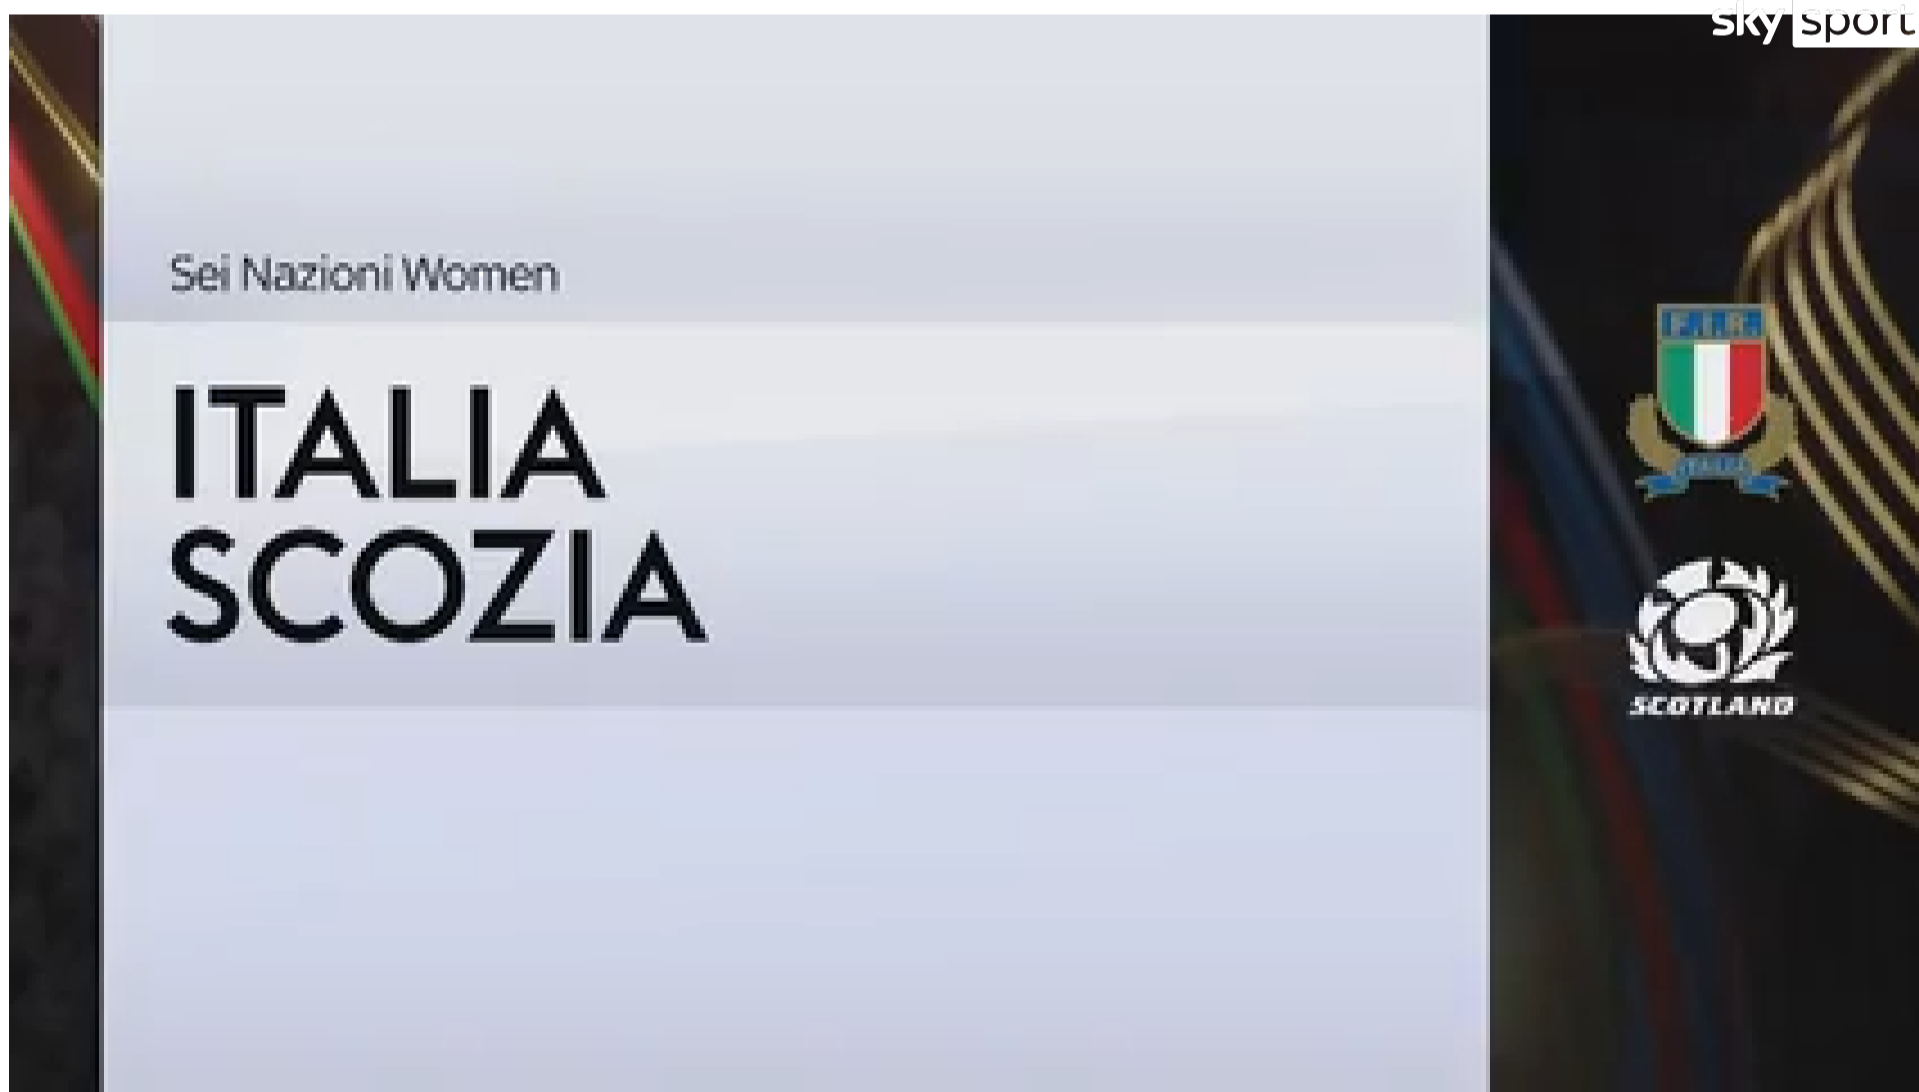 sky sport
Sei Nazioni Women
ITALIA
SCOZIA
F.I.R.
SCOTLAND